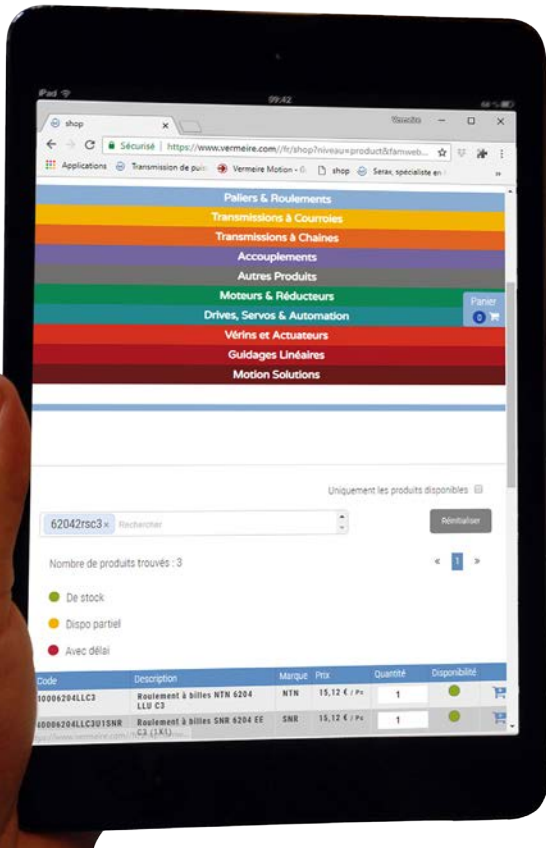 iPad
09:42
shop
Sécurisé | https://www.vermeire.com//fr/shop?niveau=product&famweb...
Applications Transmission de puis Vermeire Motion - G shop Serax, spécialiste en
Paliers & Roulements
Transmissions à Courroies
Transmissions à Chaines
Accouplements
Autres Produits
Moteurs & Réducteurs
Panier
0
Drives, Servos & Automation
Vérins et Actuateurs
Guidages Linéaires
Motion Solutions
Uniquement les produits disponibles
62042rsc3 × Rechercher
Réinitialiser
Nombre de produits trouvés : 3
« 1 »
De stock
Dispo partiel
Avec délai
Code Description Marque Prix Quantité Disponibilité
10006204LLC3 Roulement à billes NTN 6204 NTN 15,12 € / Pc 1
LLU C3
40006204LLC3U1SNR Roulement à billes SNR 6204 EE SNR 15,12 € / Pc 1
C3 (1X1)